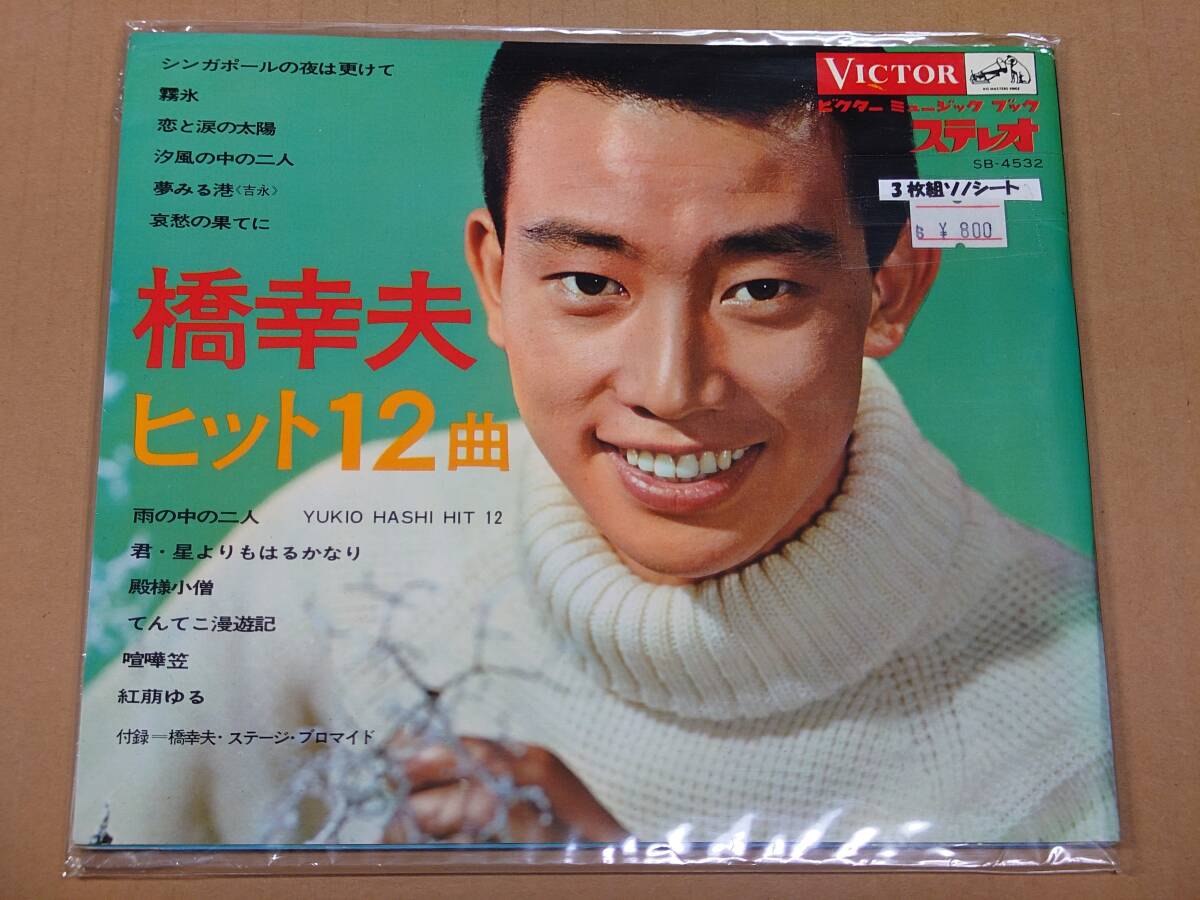 シンガポールの夜は更けて
霧氷
恋と涙の太陽
汐風の中の二人
夢みる港〈吉永〉
哀愁の果てに
VICTOR
HIS MASTER'S VOICE
ビクター ミュージック ブック
ステレオ
SB-4532
3枚組ソノシート
6 ¥ 800
橋幸夫
ヒット12曲
雨の中の二人 YUKIO HASHI HIT 12
君・星よりもはるかなり
殿様小僧
てんてこ漫遊記
喧嘩笠
紅萠ゆる
付録=橋幸夫・ステージ・ブロマイド